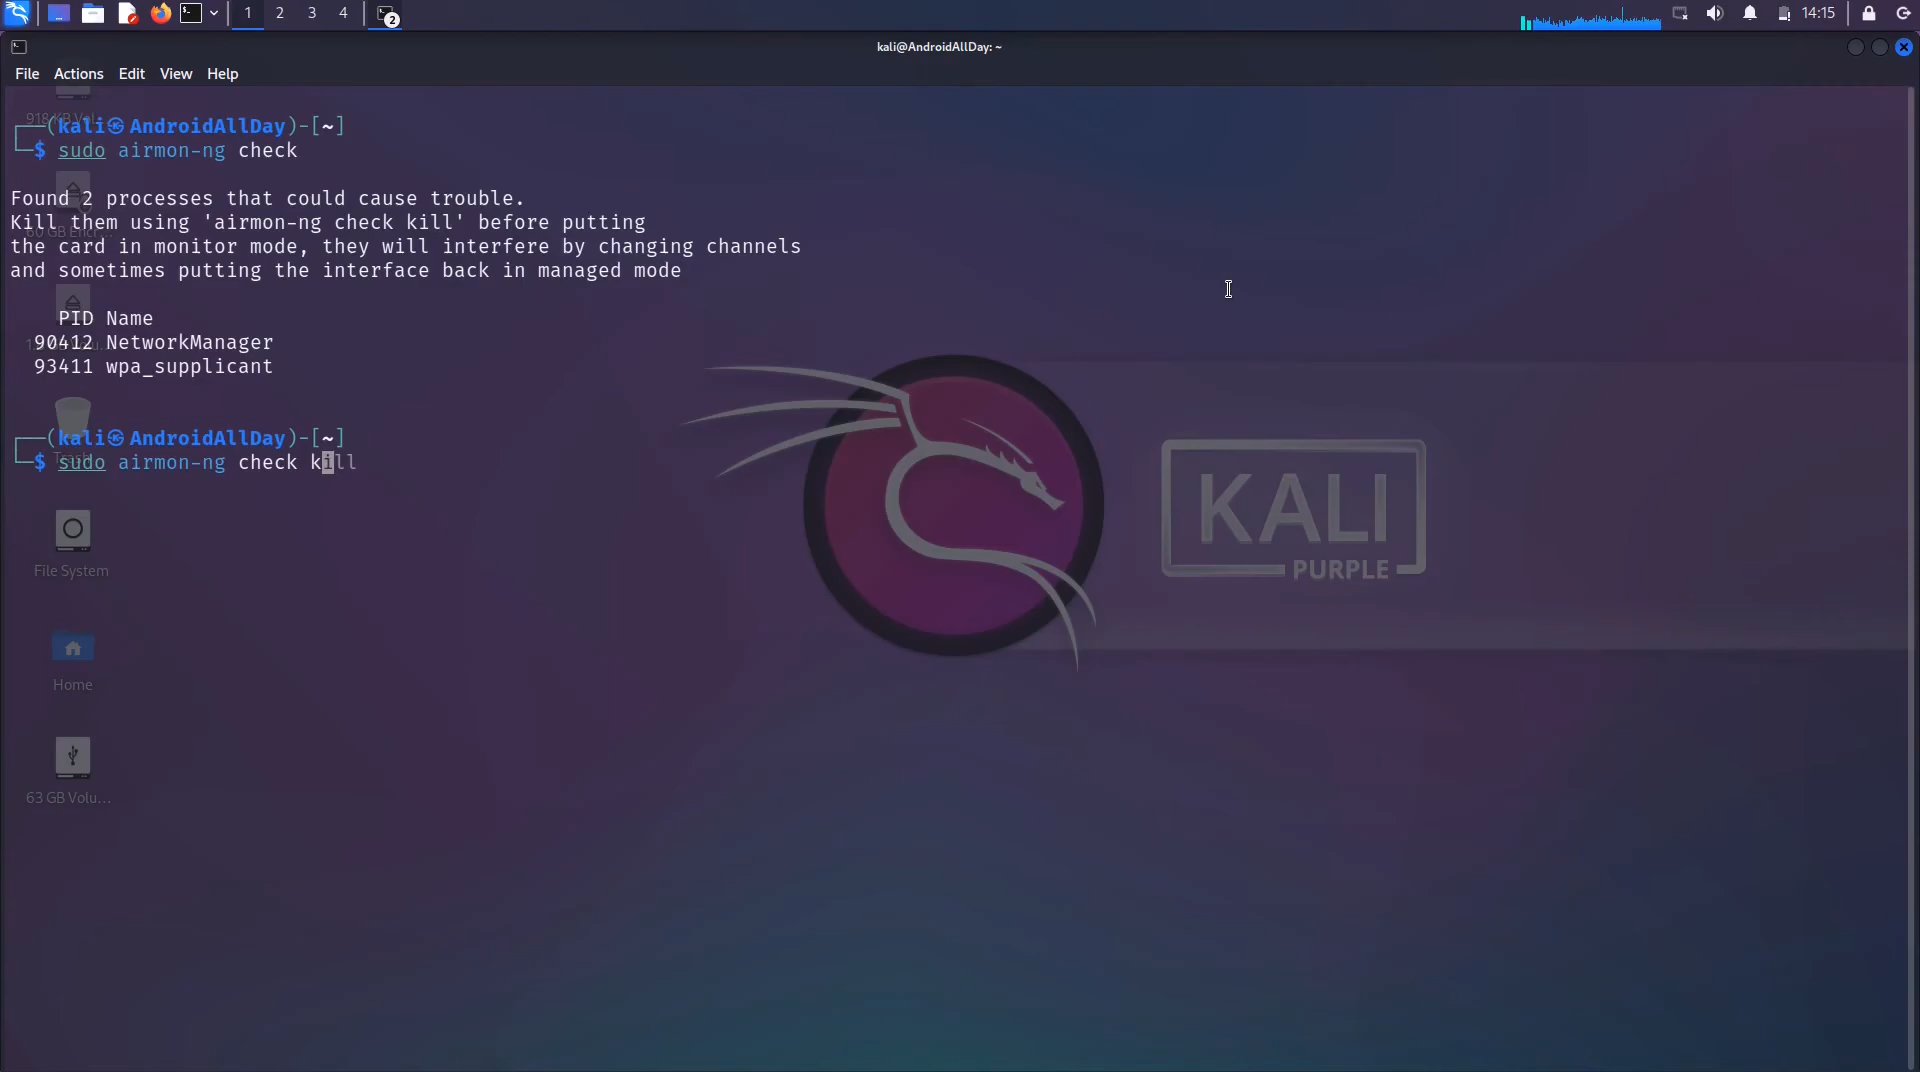 1 2 3 4 2 14:15
kali@AndroidAllDay: ~
File Actions Edit View Help
┌──(kali㉿AndroidAllDay)-[~]
└─$ sudo airmon-ng check
Found 2 processes that could cause trouble.
Kill them using 'airmon-ng check kill' before putting
the card in monitor mode, they will interfere by changing channels
and sometimes putting the interface back in managed mode
PID Name
90412 NetworkManager
93411 wpa_supplicant
┌──(kali㉿AndroidAllDay)-[~]
└─$ sudo airmon-ng check kill
KALI
PURPLE
Trash
File System
Home
63 GB Volu...